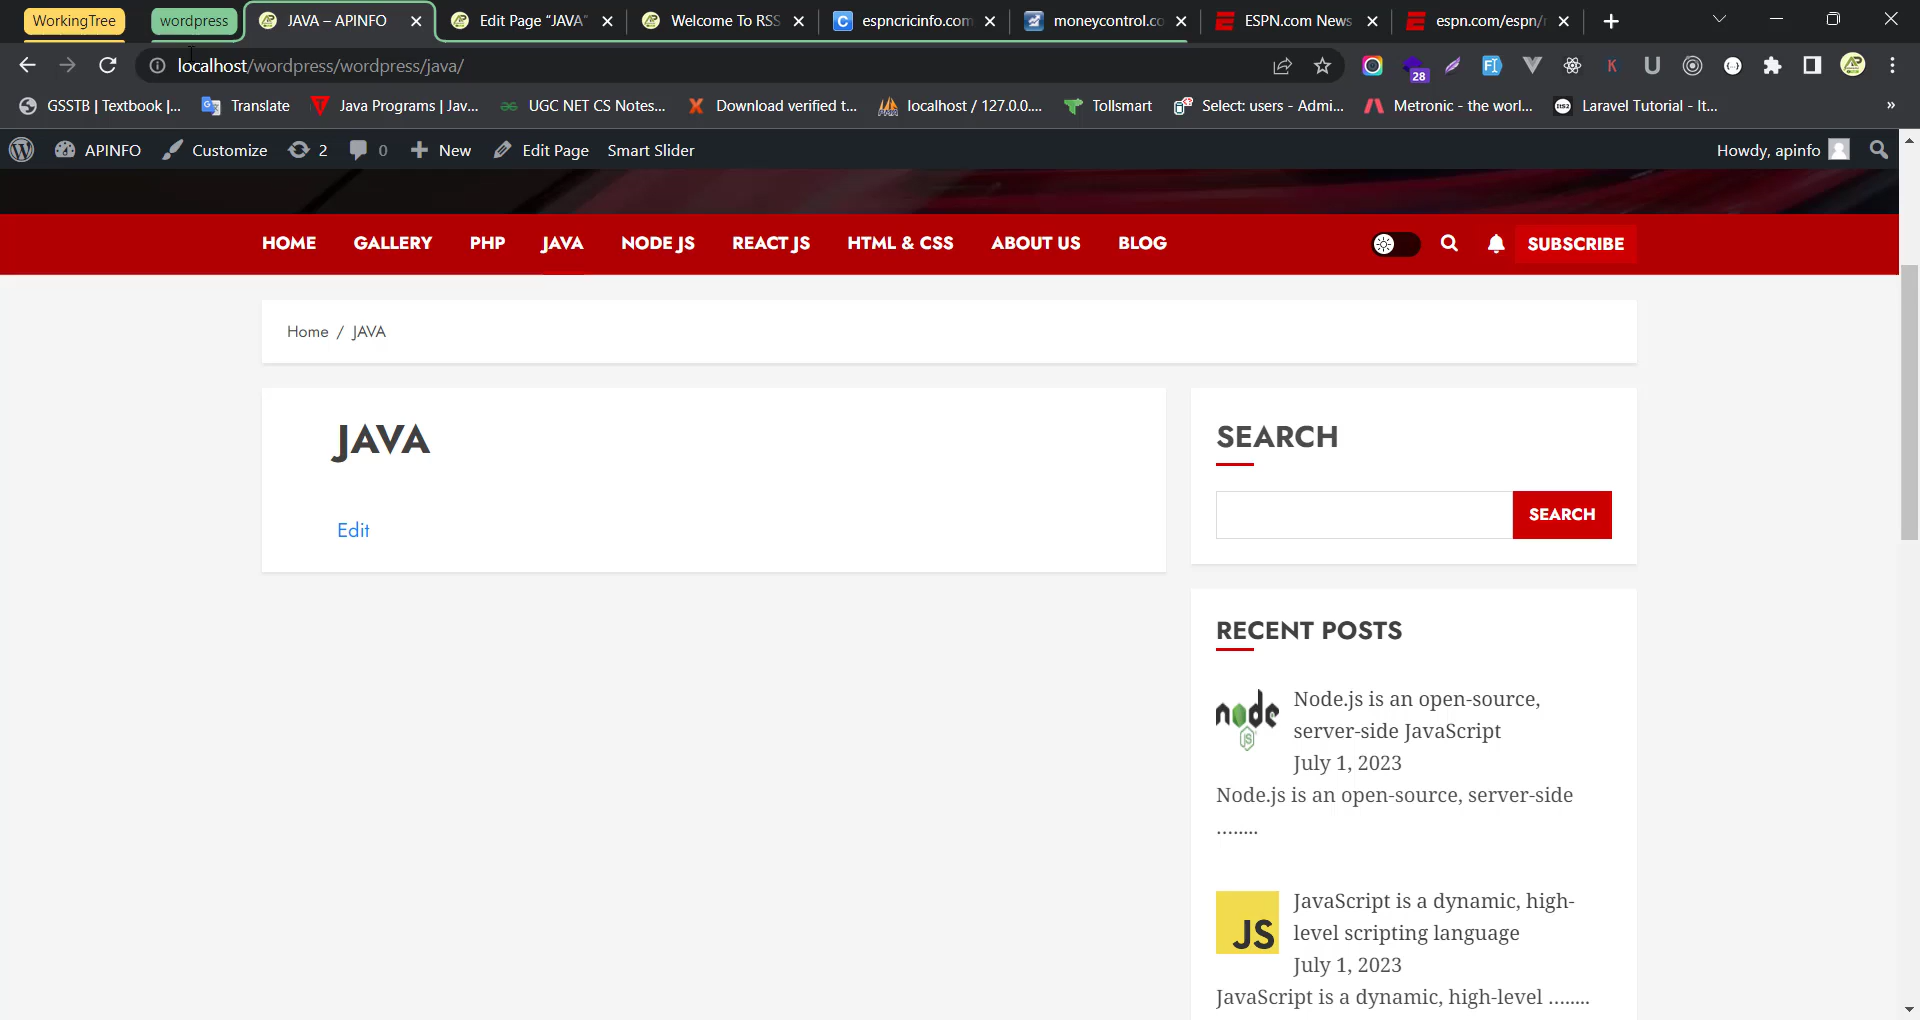 WorkingTree wordpress JAVA – APINFO Edit Page “JAVA” Welcome To RSS espncricinfo.com moneycontrol.co ESPN.com News espn.com/espn/r
localhost/wordpress/wordpress/java/ 28
GSSTB | Textbook |... Translate Java Programs | Jav... UGC NET CS Notes... Download verified t... localhost / 127.0.0.... Tollsmart Select: users - Admi... Metronic - the worl... Laravel Tutorial - It... »
APINFO Customize 2 0 New Edit Page Smart Slider Howdy, apinfo
HOME GALLERY PHP JAVA NODE JS REACT JS HTML & CSS ABOUT US BLOG SUBSCRIBE
Home / JAVA
JAVA
Edit
SEARCH
SEARCH
RECENT POSTS
node
JS
Node.js is an open-source,
server-side JavaScript
July 1, 2023
Node.js is an open-source, server-side
………
JS
JavaScript is a dynamic, high-
level scripting language
July 1, 2023
JavaScript is a dynamic, high-level ……..